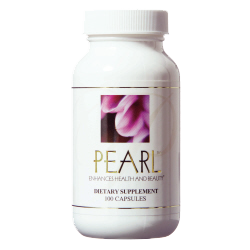 PEARL
ENHANCES HEALTH AND BEAUTY
DIETARY SUPPLEMENT
100 CAPSULES